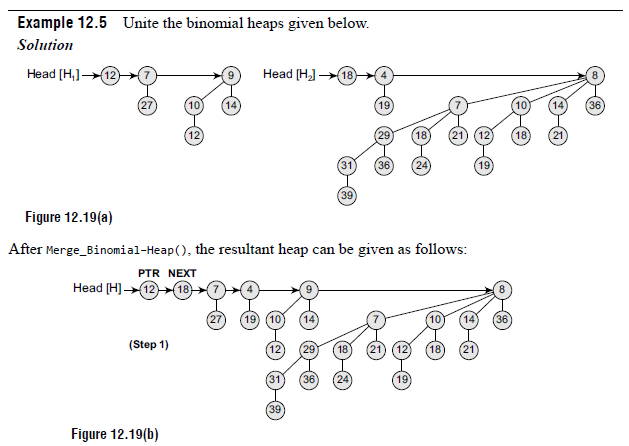 Example 12.5 Unite the binomial heaps given below.
Solution
Head [H₁] 12 7 9 Head [H₂] 18 4 8
27 10 14 19 7 10 14 36
12 29 18 21 12 18 21
31 36 24 19
39
Figure 12.19(a)
After Merge_Binomial-Heap(), the resultant heap can be given as follows:
PTR NEXT
Head [H] 12 18 7 4 9 8
27 19 10 14 7 10 14 36
(Step 1) 12 29 18 21 12 18 21
31 36 24 19
39
Figure 12.19(b)